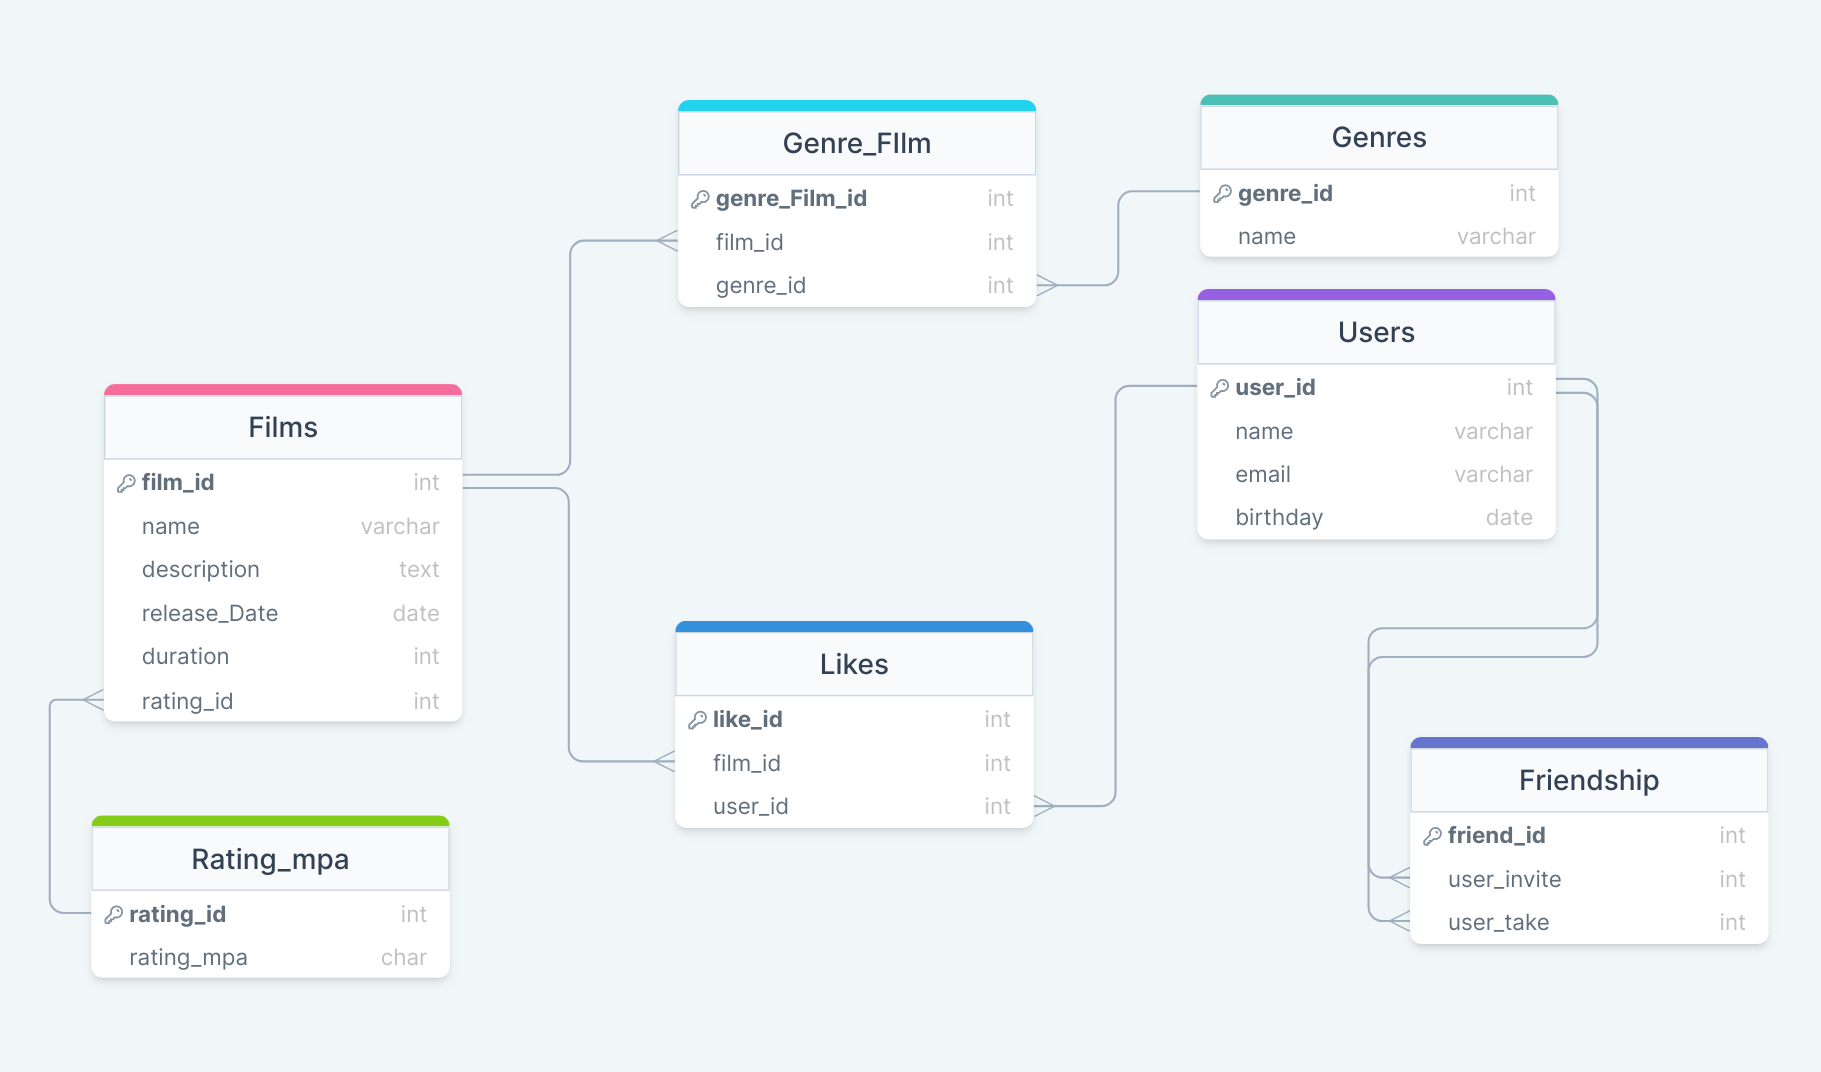 Genre_FIlm
genre_Film_id int
film_id int
genre_id int
Genres
genre_id int
name varchar
Users
user_id int
name varchar
email varchar
birthday date
Films
film_id int
name varchar
description text
release_Date date
duration int
rating_id int
Likes
like_id int
film_id int
user_id int
Friendship
friend_id int
user_invite int
user_take int
Rating_mpa
rating_id int
rating_mpa char